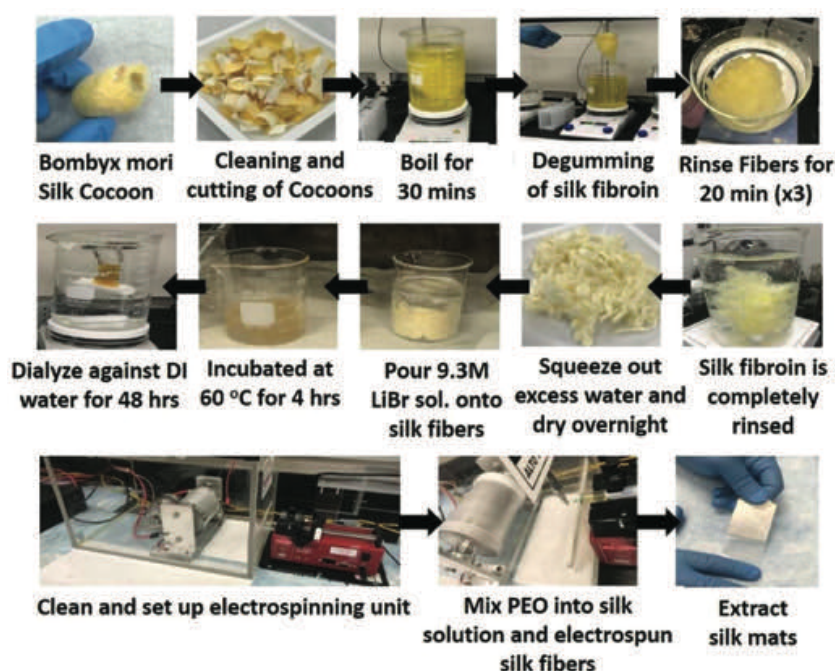 Bombyx mori
Silk Cocoon
Cleaning and
cutting of Cocoons
Boil for
30 mins
Degumming
of silk fibroin
Rinse Fibers for
20 min (x3)
Dialyze against DI
water for 48 hrs
Incubated at
60 °C for 4 hrs
Pour 9.3M
LiBr sol. onto
silk fibers
Squeeze out
excess water and
dry overnight
Silk fibroin is
completely
rinsed
ALTO
Clean and set up electrospinning unit
Mix PEO into silk
solution and electrospun
silk fibers
Extract
silk mats